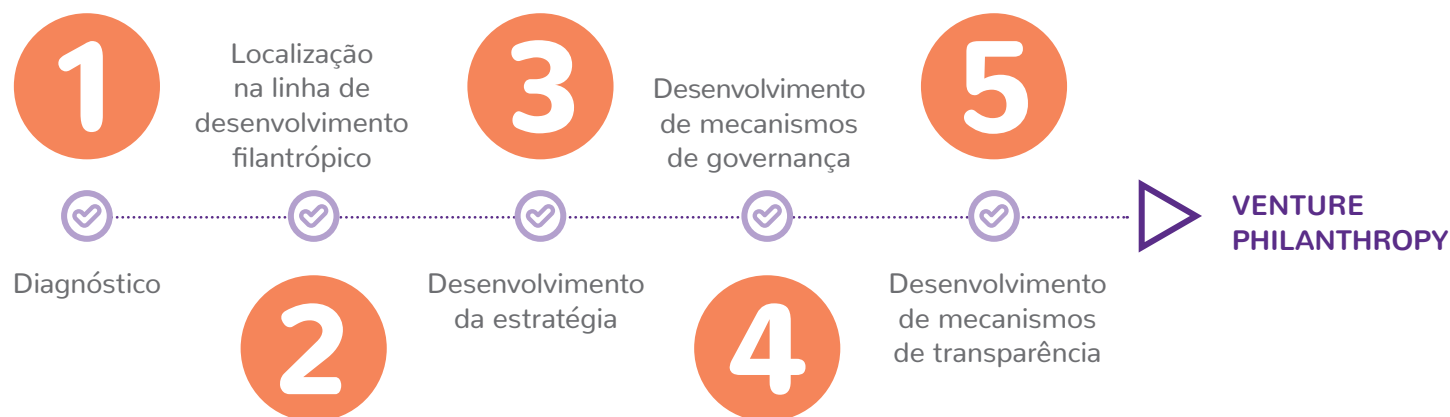 1
Diagnóstico
Localização
na linha de
desenvolvimento
filantrópico
2
3
Desenvolvimento
da estratégia
Desenvolvimento
de mecanismos
de governança
4
5
Desenvolvimento
de mecanismos
de transparência
VENTURE
PHILANTHROPY